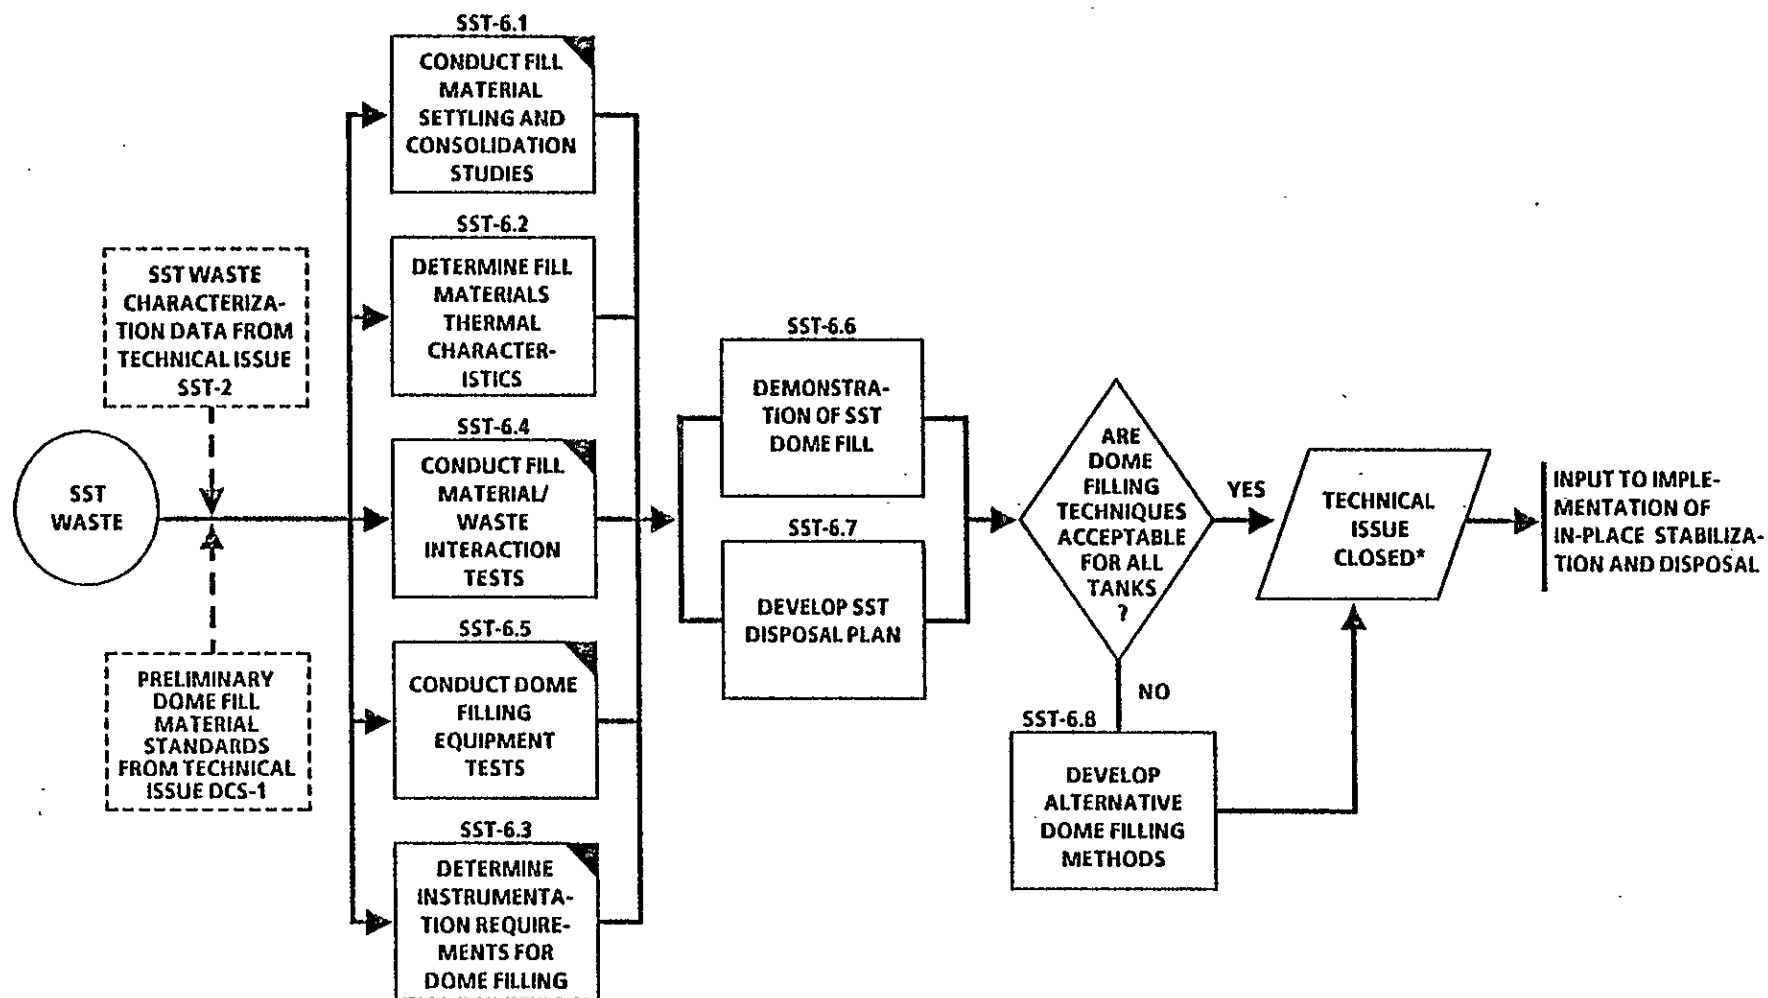 SST-6.1
CONDUCT FILL
MATERIAL
SETTLING AND
CONSOLIDATION
STUDIES
SST-6.2
DETERMINE FILL
MATERIALS
THERMAL
CHARACTER-
ISTICS
SST WASTE
CHARACTERIZA-
TION DATA FROM
TECHNICAL ISSUE
SST-2
SST
WASTE
PRELIMINARY
DOME FILL
MATERIAL
STANDARDS
FROM TECHNICAL
ISSUE DCS-1
SST-6.4
CONDUCT FILL
MATERIAL/
WASTE
INTERACTION
TESTS
SST-6.5
CONDUCT DOME
FILLING
EQUIPMENT
TESTS
SST-6.3
DETERMINE
INSTRUMENTA-
TION REQUIRE-
MENTS FOR
DOME FILLING
SST-6.6
DEMONSTRA-
TION OF SST
DOME FILL
SST-6.7
DEVELOP SST
DISPOSAL PLAN
ARE
DOME
FILLING
TECHNIQUES
ACCEPTABLE
FOR ALL
TANKS
?
YES
NO
SST-6.8
DEVELOP
ALTERNATIVE
DOME FILLING
METHODS
TECHNICAL
ISSUE
CLOSED*
INPUT TO IMPLE-
MENTATION OF
IN-PLACE STABILIZA-
TION AND DISPOSAL